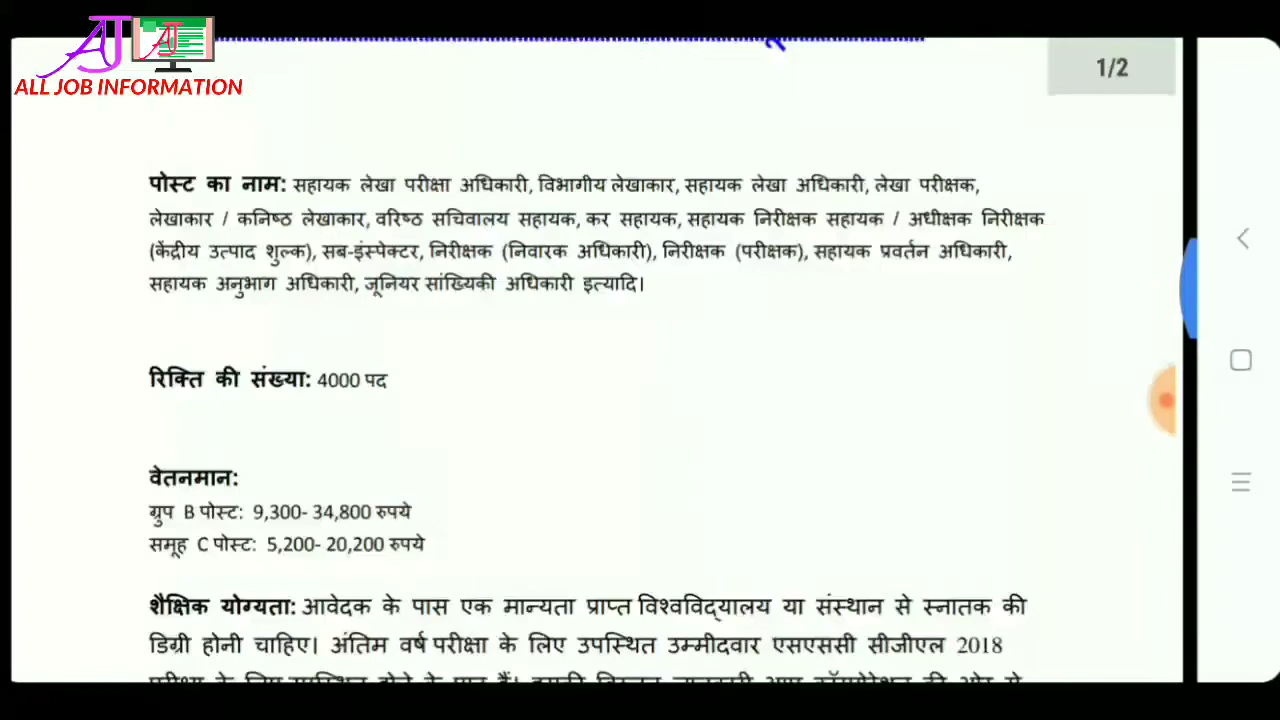 AJ
AJ
ALL JOB INFORMATION
1/2
पोस्ट का नाम: सहायक लेखा परीक्षा अधिकारी, विभागीय लेखाकार, सहायक लेखा अधिकारी, लेखा परीक्षक,
लेखाकार / कनिष्ठ लेखाकार, वरिष्ठ सचिवालय सहायक, कर सहायक, सहायक निरीक्षक सहायक / अधीक्षक निरीक्षक
(केंद्रीय उत्पाद शुल्क), सब-इंस्पेक्टर, निरीक्षक (निवारक अधिकारी), निरीक्षक (परीक्षक), सहायक प्रवर्तन अधिकारी,
सहायक अनुभाग अधिकारी, जूनियर सांख्यिकी अधिकारी इत्यादि।
रिक्ति की संख्या: 4000 पद
वेतनमान:
ग्रुप B पोस्ट: 9,300- 34,800 रुपये
समूह C पोस्ट: 5,200- 20,200 रुपये
शैक्षिक योग्यता: आवेदक के पास एक मान्यता प्राप्त विश्वविद्यालय या संस्थान से स्नातक की
डिग्री होनी चाहिए। अंतिम वर्ष परीक्षा के लिए उपस्थित उम्मीदवार एसएससी सीजीएल 2018